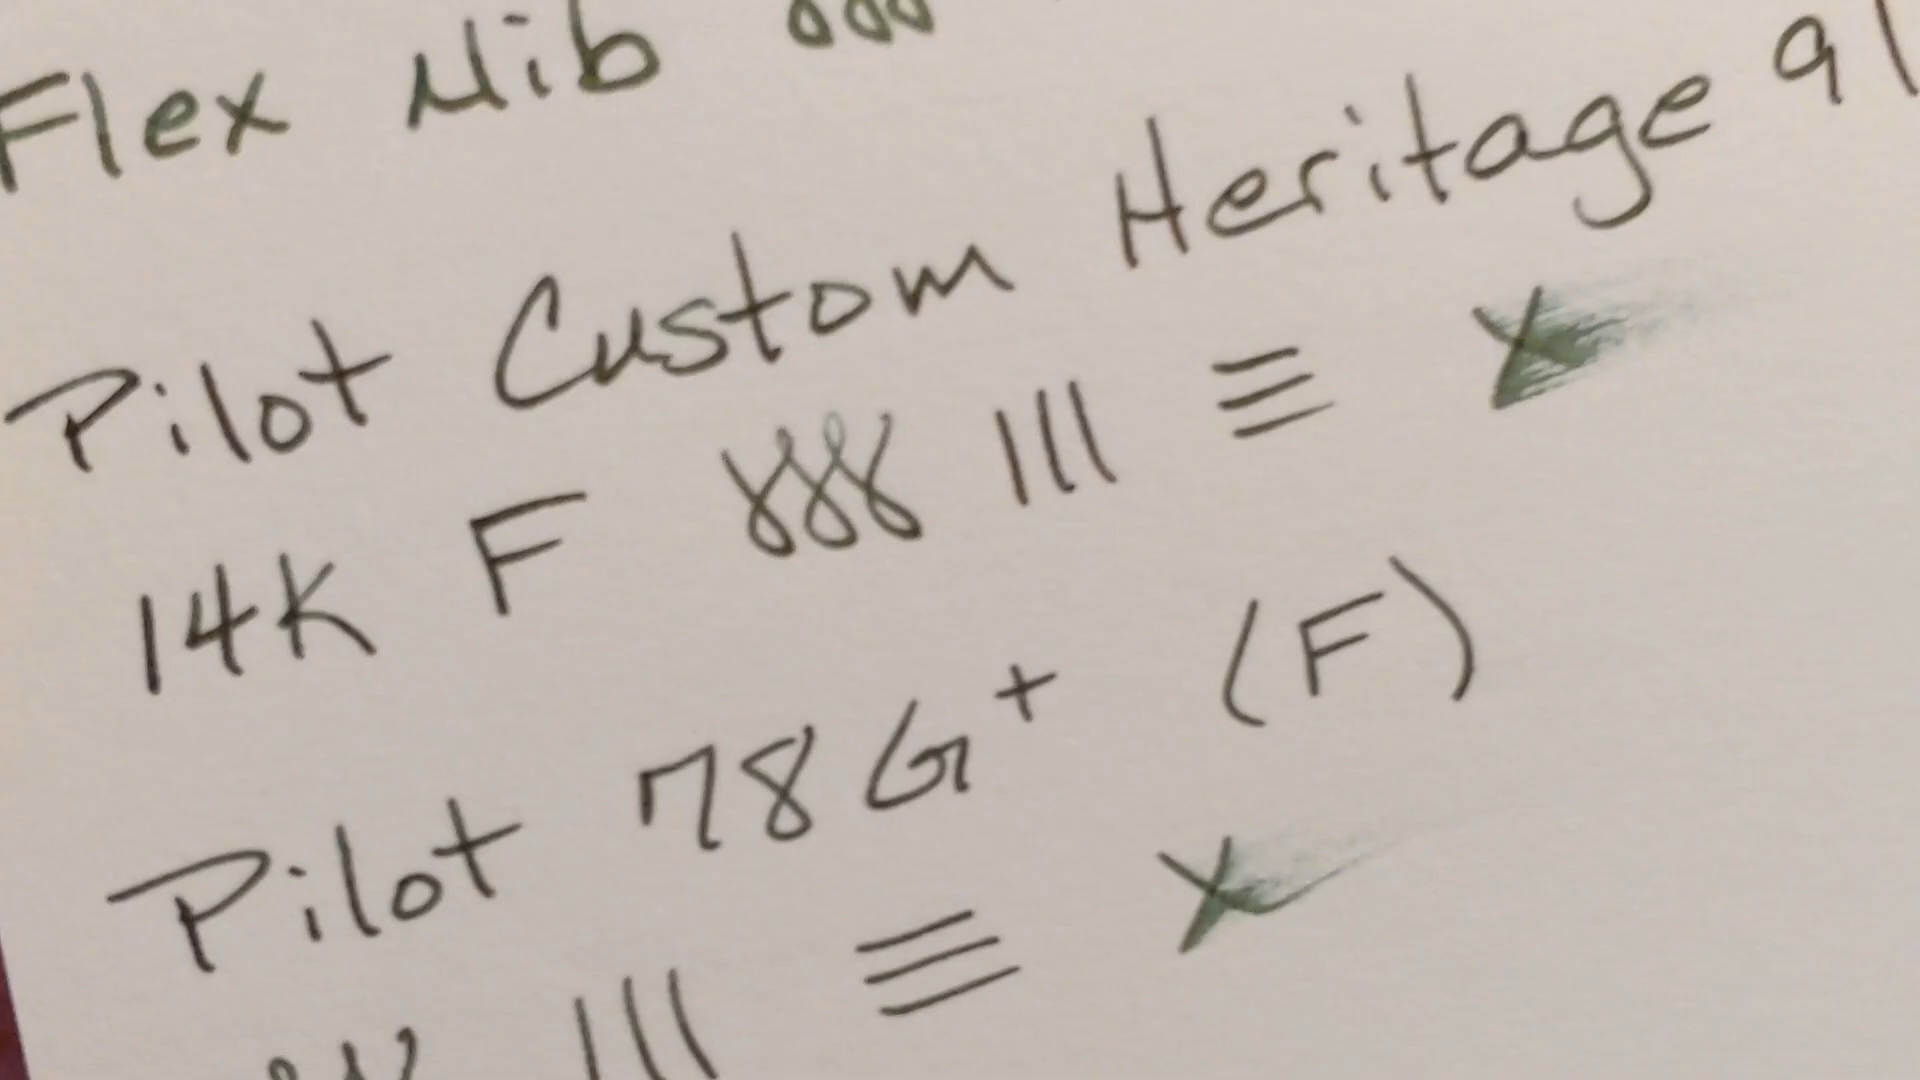 Flex Nib
Pilot Custom Heritage 91
14K F
Pilot 78G+ (F)